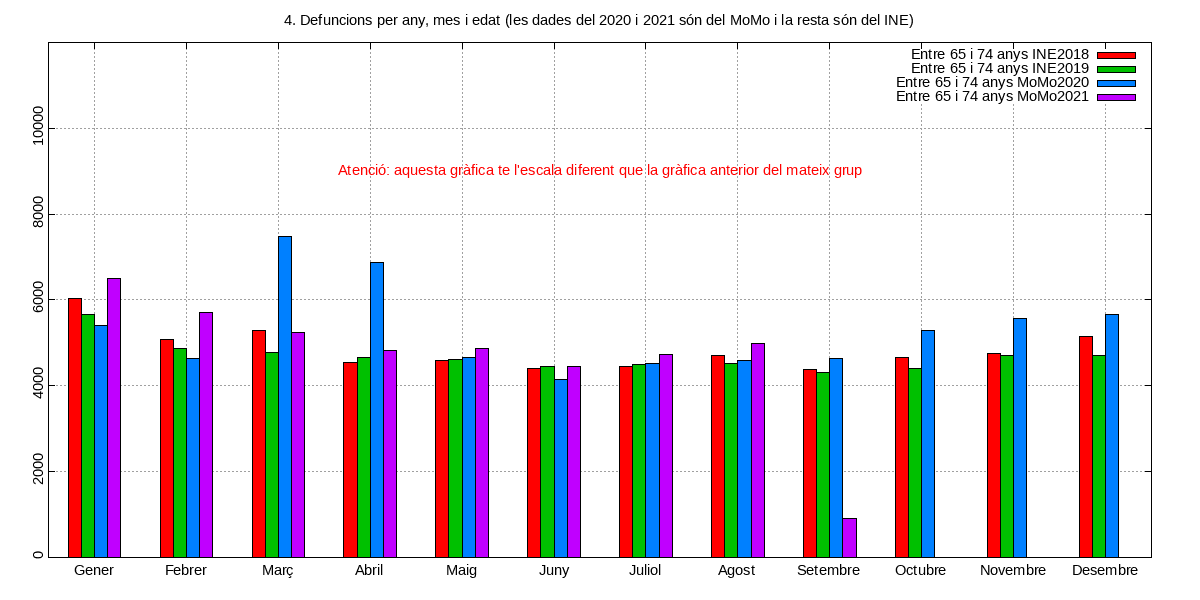 4. Defuncions per any, mes i edat (les dades del 2020 i 2021 són del MoMo i la resta són del INE)
Entre 65 i 74 anys INE2018
Entre 65 i 74 anys INE2019
Entre 65 i 74 anys MoMo2020
Entre 65 i 74 anys MoMo2021
Atenció: aquesta gràfica te l'escala diferent que la gràfica anterior del mateix grup
10000
8000
6000
4000
2000
0
Gener Febrer Març Abril Maig Juny Juliol Agost Setembre Octubre Novembre Desembre